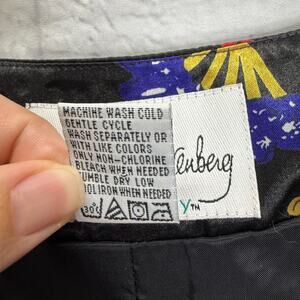 MACHINE WASH COLD
GENTLE CYCLE
WASH SEPARATELY OR
WITH LIKE COLORS
ONLY NON-CHLORINE
BLEACH WHEN NEEDED
TUMBLE DRY LOW
COOL IRON WHEN NEEDED
30°C
enberg
Y™